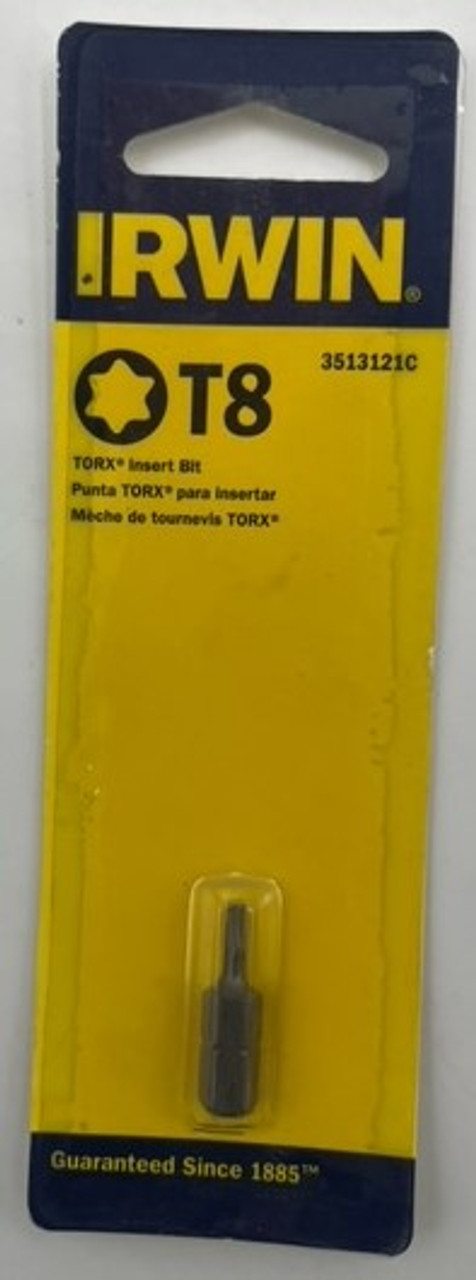 IRWIN®
3513121C
T8
TORX® Insert Bit
Punta TORX® para insertar
Mèche de tournevis TORX®
Guaranteed Since 1885™